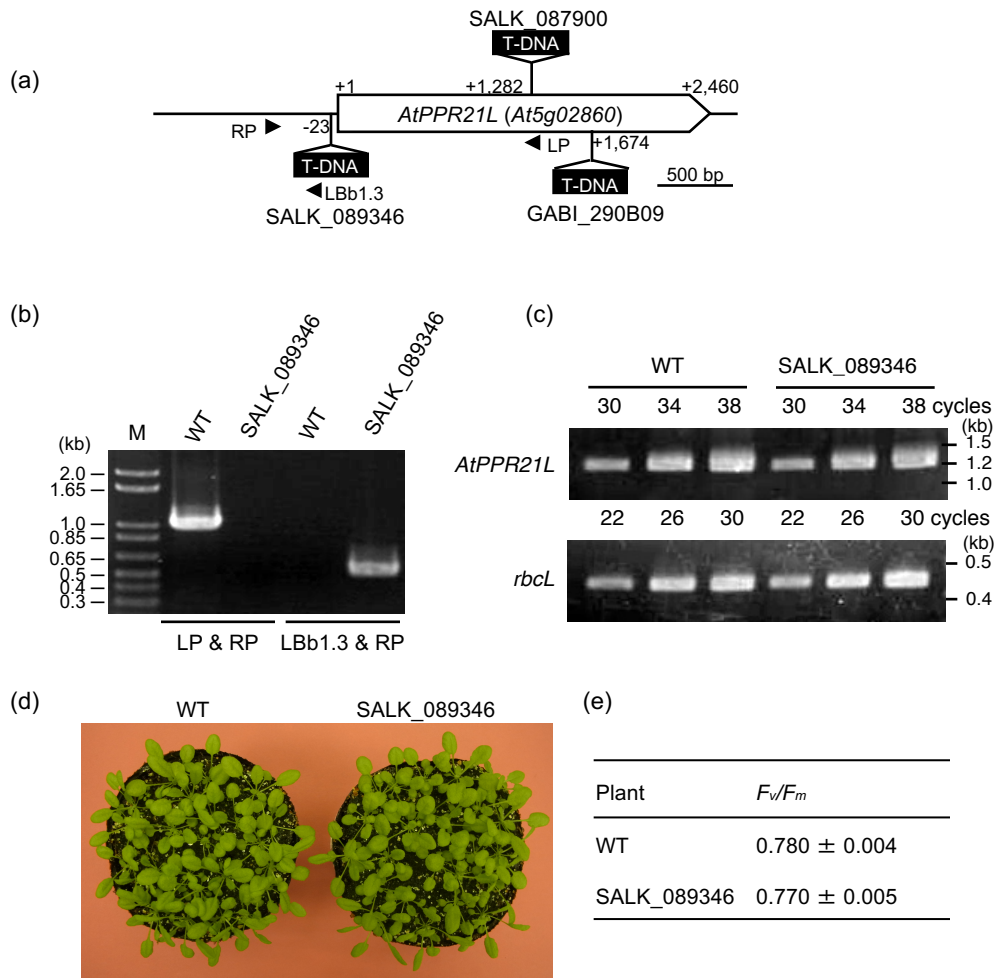 (a)
SALK_087900
T-DNA
+1
+1,282
+2,460
AtPPR21L (At5g02860)
RP
-23
LP
+1,674
T-DNA
T-DNA
500 bp
LBb1.3
SALK_089346
GABI_290B09
(b)
(kb)
M
WT
SALK_089346
WT
SALK_089346
2.0
1.65
1.0
0.85
0.65
0.5
0.4
0.3
LP & RP
LBb1.3 & RP
(c)
WT
SALK_089346
30 34 38 30 34 38 cycles
(kb)
AtPPR21L
1.5
1.2
1.0
22 26 30 22 26 30 cycles
(kb)
rbcL
0.5
0.4
(d)
WT
SALK_089346
(e)
Plant Fv/Fm
WT 0.780 ± 0.004
SALK_089346 0.770 ± 0.005